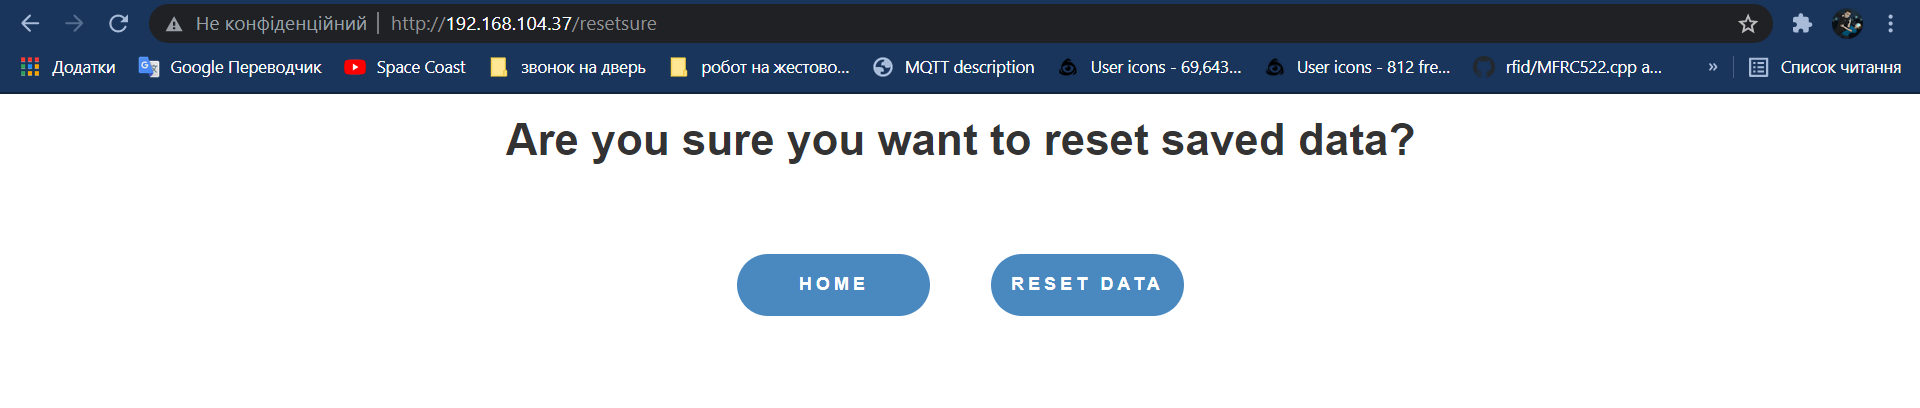 Не конфіденційний | http://192.168.104.37/resetsure
Додатки Google Переводчик Space Coast звонок на дверь робот на жестово... MQTT description User icons - 69,643... User icons - 812 fre... rfid/MFRC522.cpp a... » Список читання
Are you sure you want to reset saved data?
HOME RESET DATA